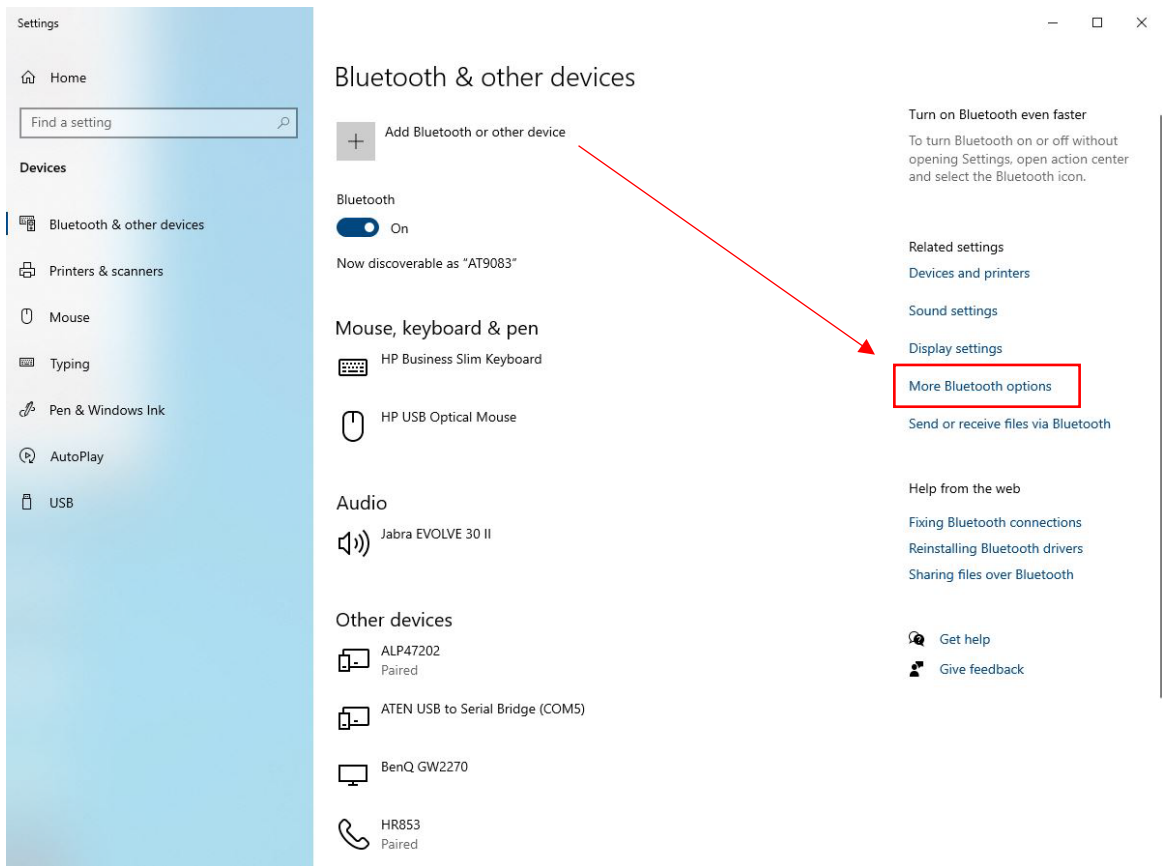 Settings
Home
Find a setting
Devices
Bluetooth & other devices
Printers & scanners
Mouse
Typing
Pen & Windows Ink
AutoPlay
USB
Bluetooth & other devices
Add Bluetooth or other device
Bluetooth
On
Now discoverable as “AT9083”
Mouse, keyboard & pen
HP Business Slim Keyboard
HP USB Optical Mouse
Audio
Jabra EVOLVE 30 II
Other devices
ALP47202
Paired
ATEN USB to Serial Bridge (COM5)
BenQ GW2270
HR853
Paired
Turn on Bluetooth even faster
To turn Bluetooth on or off without
opening Settings, open action center
and select the Bluetooth icon.
Related settings
Devices and printers
Sound settings
Display settings
More Bluetooth options
Send or receive files via Bluetooth
Help from the web
Fixing Bluetooth connections
Reinstalling Bluetooth drivers
Sharing files over Bluetooth
Get help
Give feedback